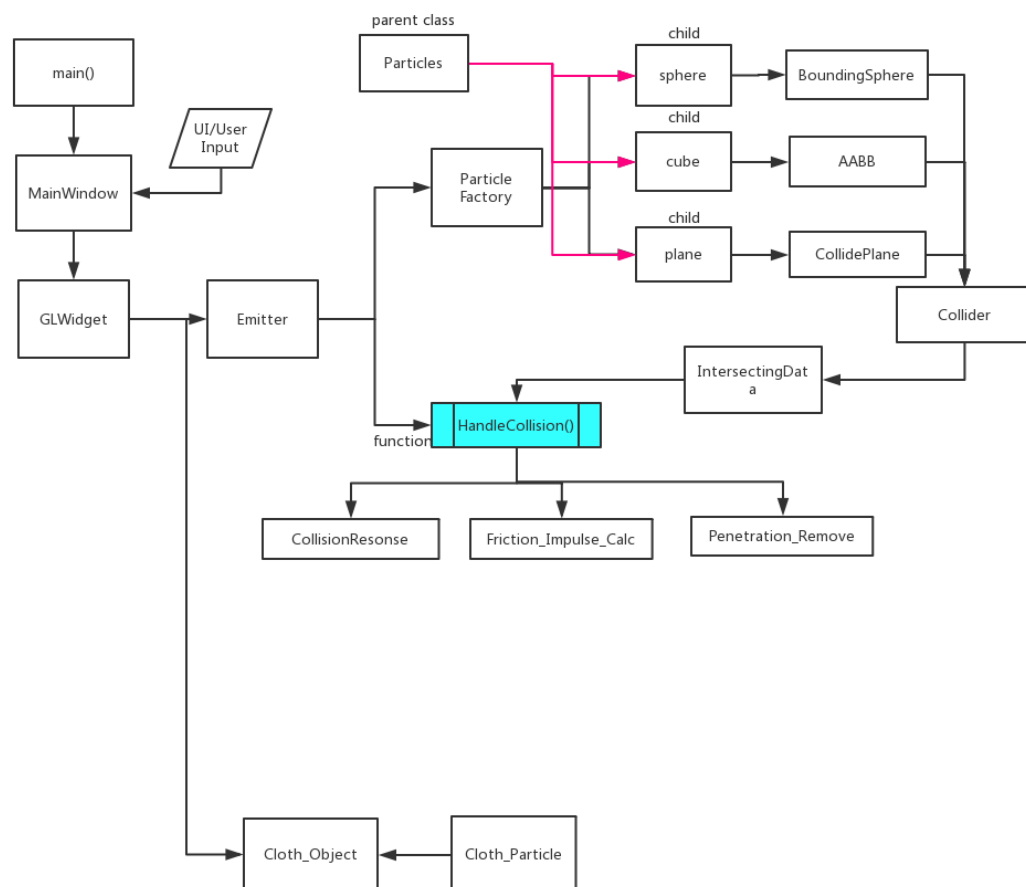 parent class
child
main()
Particles
sphere
BoundingSphere
child
UI/User
Input
cube
AABB
MainWindow
Particle
Factory
child
plane
CollidePlane
GLWidget
Emitter
Collider
IntersectingDat
a
function
HandleCollision()
CollisionResonse
Friction_Impulse_Calc
Penetration_Remove
Cloth_Object
Cloth_Particle